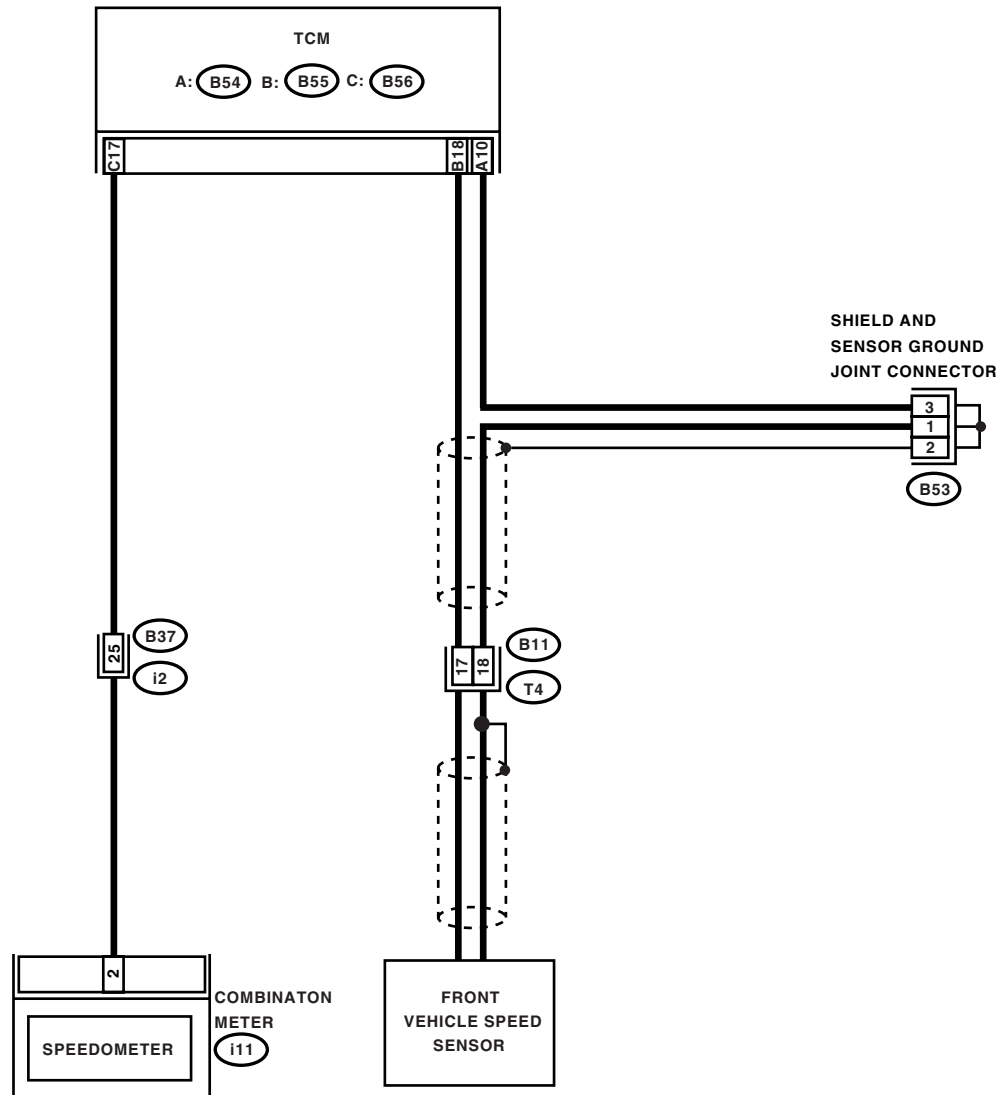 TCM
A: B54 B: B55 C: B56
C17
B18
A10
SHIELD AND
SENSOR GROUND
JOINT CONNECTOR
3
1
2
B53
25
B37
i2
17
18
B11
T4
2
COMBINATON
METER
i11
SPEEDOMETER
FRONT
VEHICLE SPEED
SENSOR